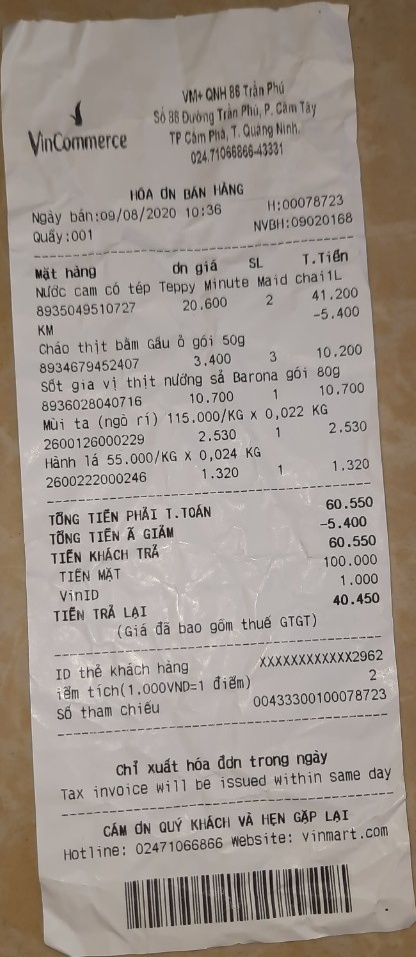 VinCommerce
VM+ QNH 86 Trần Phú
Số 86 Đường Trần Phú, P. Cẩm Tây
TP Cẩm Phả, T. Quảng Ninh.
024.71066866-43331
HÓA ƠN BÁN HÀNG
Ngày bán:09/08/2020 10:36 H:00078723
Quầy:001 NVBH:09020168
Mặt hàng ơn giá SL T.Tiền
Nước cam có tép Teppy Minute Maid chai1L
8935049510727 20.600 2 41.200
KM -5.400
Cháo thịt bằm Gấu ỏ gói 50g
8934679452407 3.400 3 10.200
Sốt gia vị thịt nướng sả Barona gói 80g
8936028040716 10.700 1 10.700
Mùi ta (ngò rí) 115.000/KG x 0,022 KG
2600126000229 2.530 1 2.530
Hành lá 55.000/KG x 0,024 KG
2600222000246 1.320 1 1.320
TỔNG TIỀN PHẢI T.TOÁN 60.550
TỔNG TIỀN Ã GIẢM -5.400
TIỀN KHÁCH TRẢ 60.550
TIỀN MẶT 100.000
VinID 1.000
TIỀN TRẢ LẠI 40.450
(Giá đã bao gồm thuế GTGT)
ID thẻ khách hàng XXXXXXXXXXXX2962
iểm tích(1.000VND=1 điểm) 2
Số tham chiếu 00433300100078723
Chỉ xuất hóa đơn trong ngày
Tax invoice will be issued within same day
CẢM ƠN QUÝ KHÁCH VÀ HẸN GẶP LẠI
Hotline: 02471066866 Website: vinmart.com